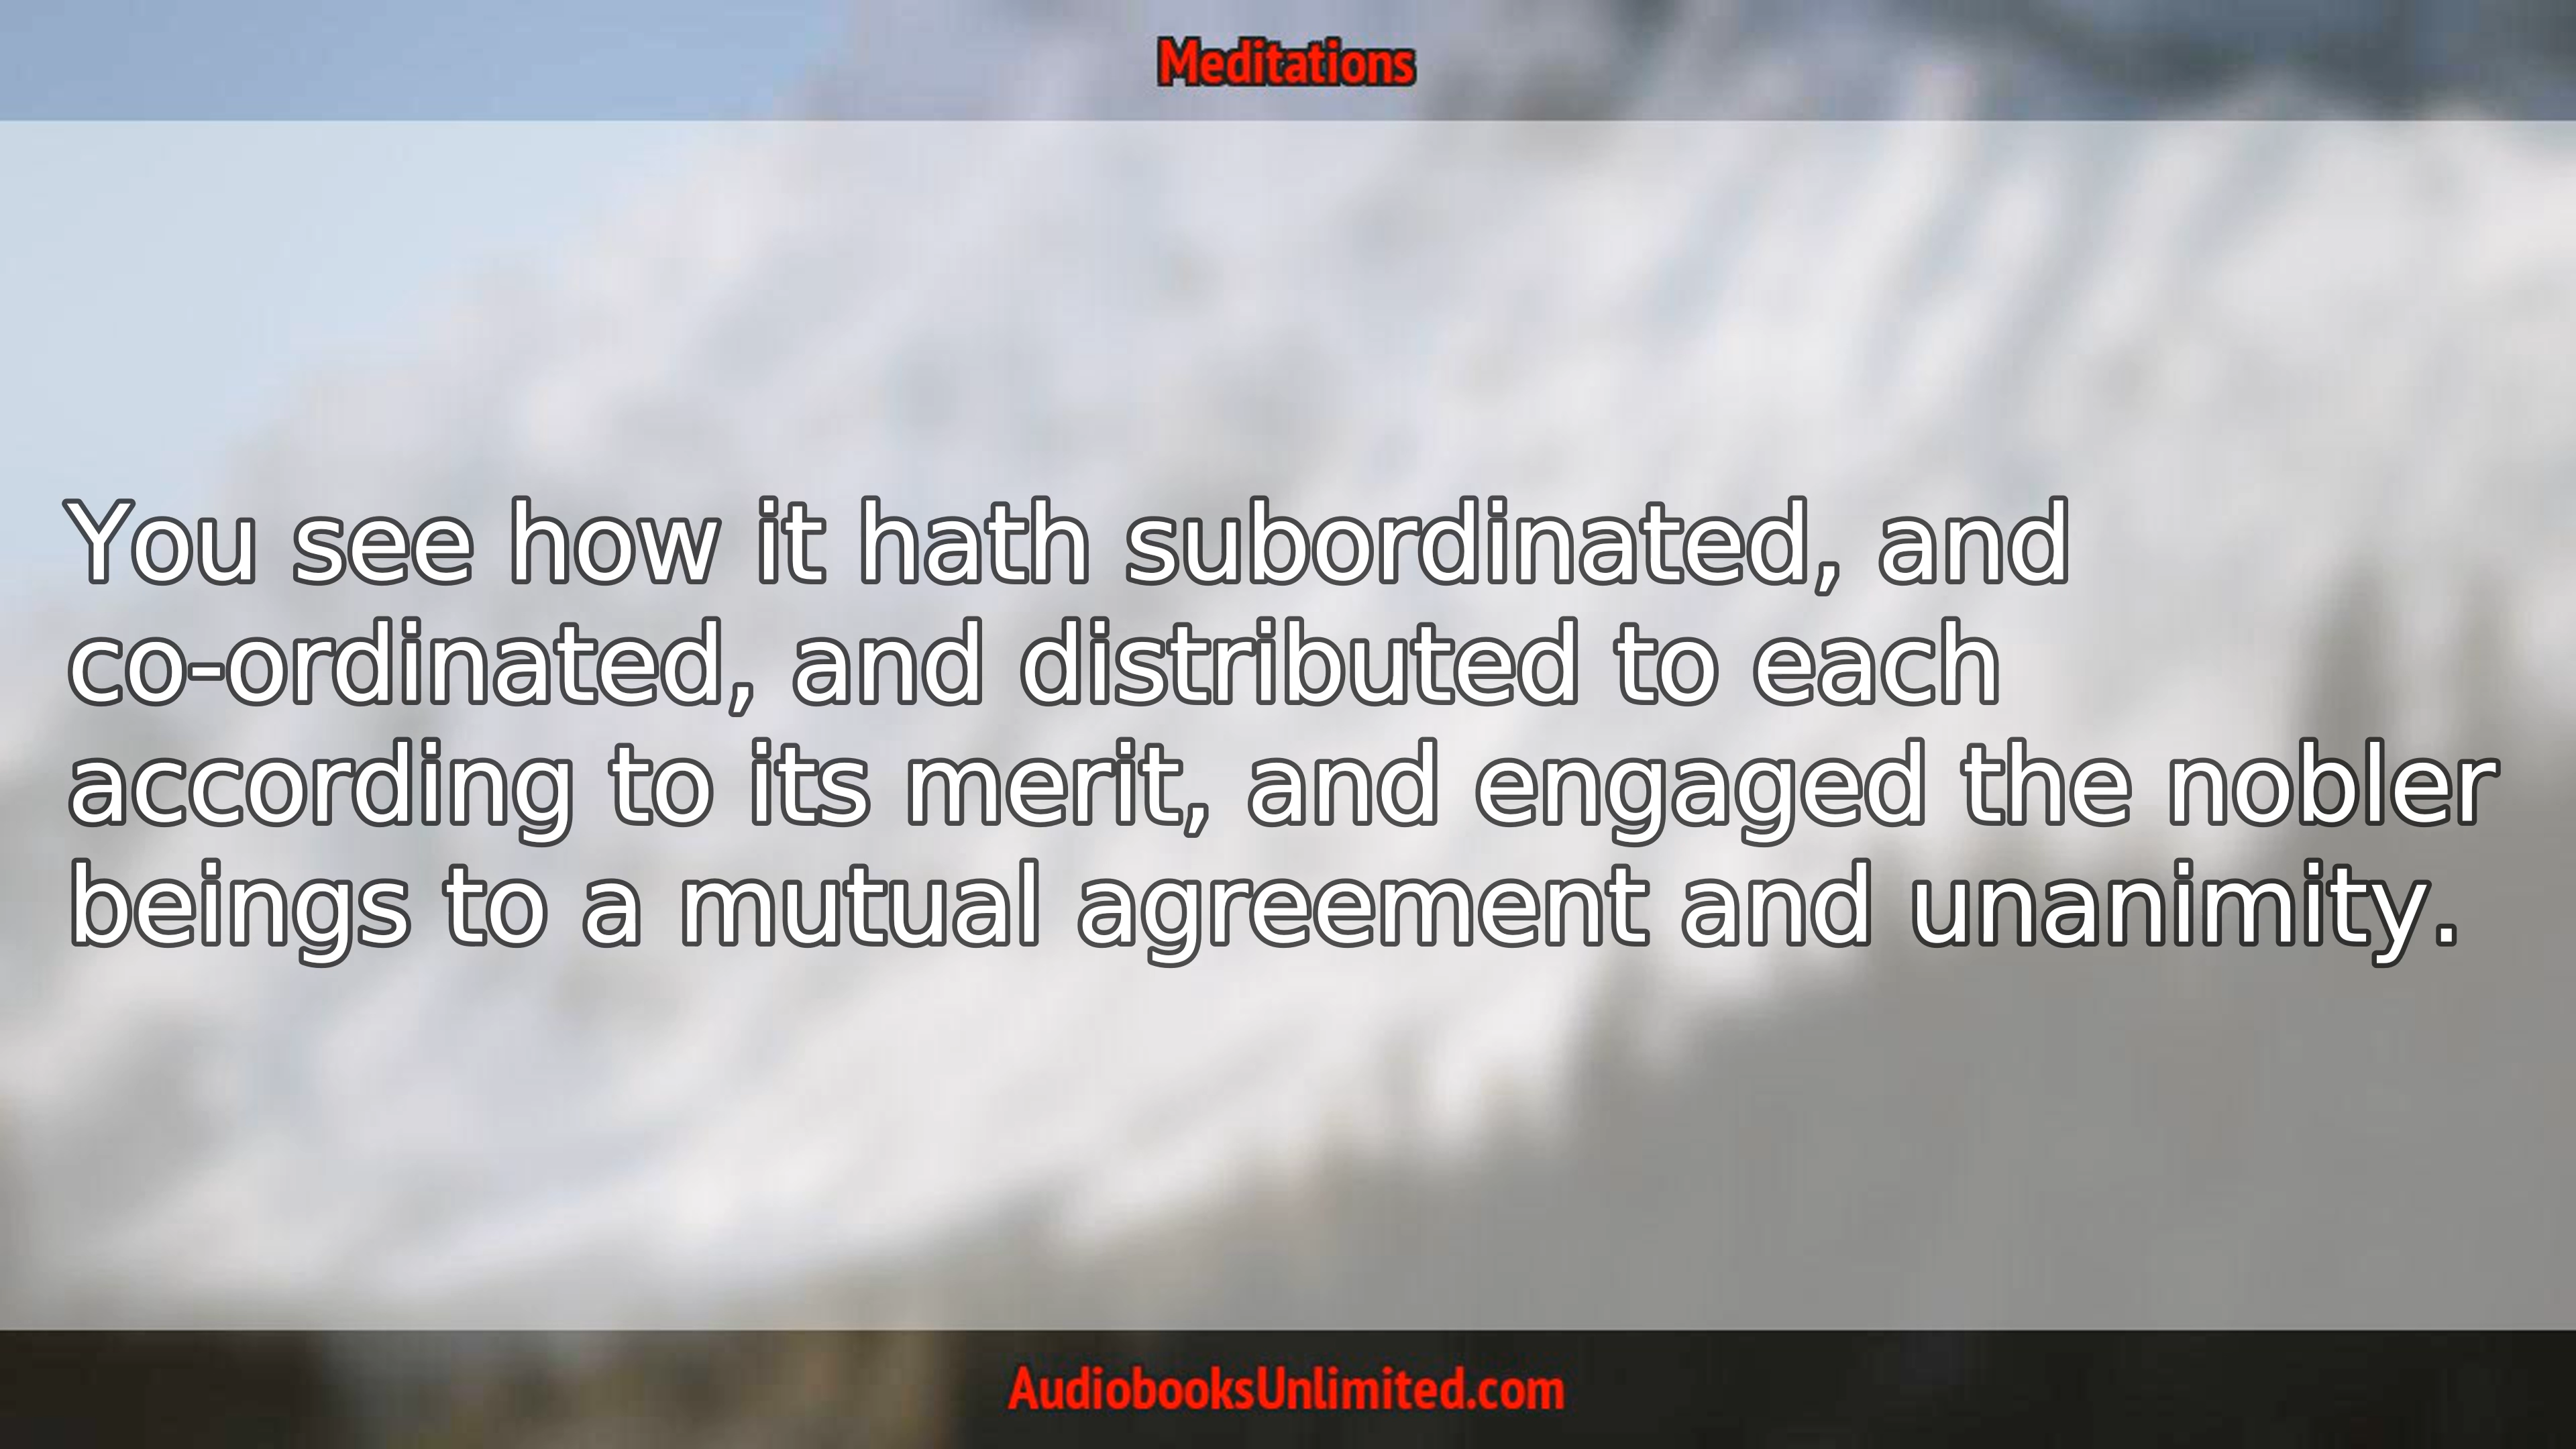 Meditations
You see how it hath subordinated, and
co-ordinated, and distributed to each
according to its merit, and engaged the nobler
beings to a mutual agreement and unanimity.
AudiobooksUnlimited.com